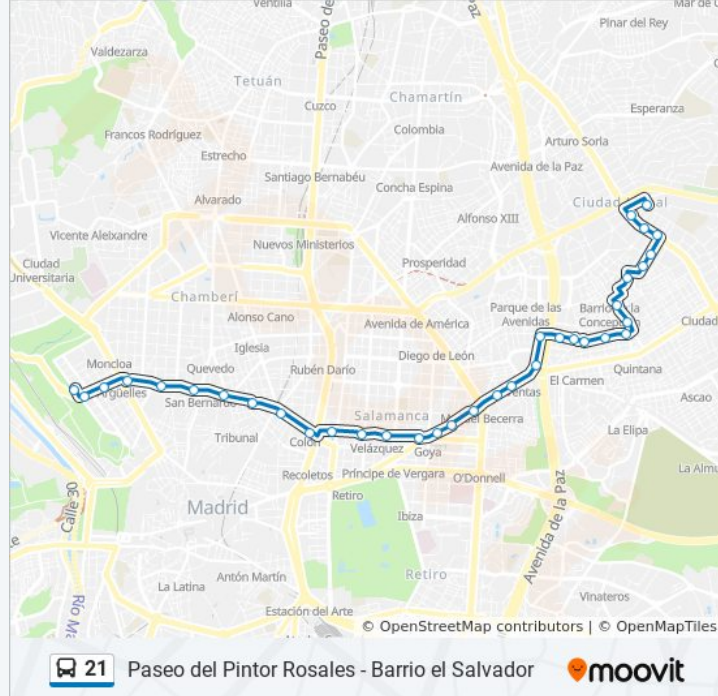 Ventilla
Mar de C
Pinar del Rey
Valdezarza
Paseo de
la Paz
Tetuán
Chamartín
Cuzco
Esperanza
Colombia
Francos Rodríguez
Arturo Soria
Estrecho
Avenida de la Paz
Santiago Bernabéu
Concha Espina
Alvarado
Ciudad
al
Alfonso XIII
Vicente Aleixandre
Nuevos Ministerios
Ciudad
Universitaria
Prosperidad
Chamberí
Parque de las
Avenidas
Barrio
la
Concep
Alonso Cano
Avenida de América
Ciudad
Iglesia
Diego de León
Moncloa
Quevedo
Rubén Darío
Quintana
El Carmen
Argüelles
San Bernardo
Ventas
Ascao
Salamanca
M
el Becerra
Tribunal
Colón
Velázquez
Goya
La Elipa
Recoletos
Príncipe de Vergara
O'Donnell
La Almu
Retiro
Madrid
Calle 30
Ibiza
Avenida de la Paz
Antón Martín
Retiro
La Latina
Vinateros
Río Ma
Estación del Arte
© OpenStreetMap contributors | © OpenMapTiles
21 Paseo del Pintor Rosales - Barrio el Salvador
moovit